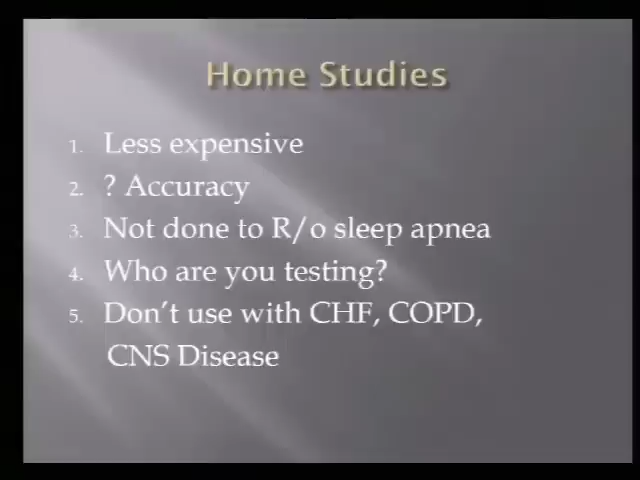 Home Studies
1. Less expensive
2. ? Accuracy
3. Not done to R/o sleep apnea
4. Who are you testing?
5. Don't use with CHF, COPD,
CNS Disease